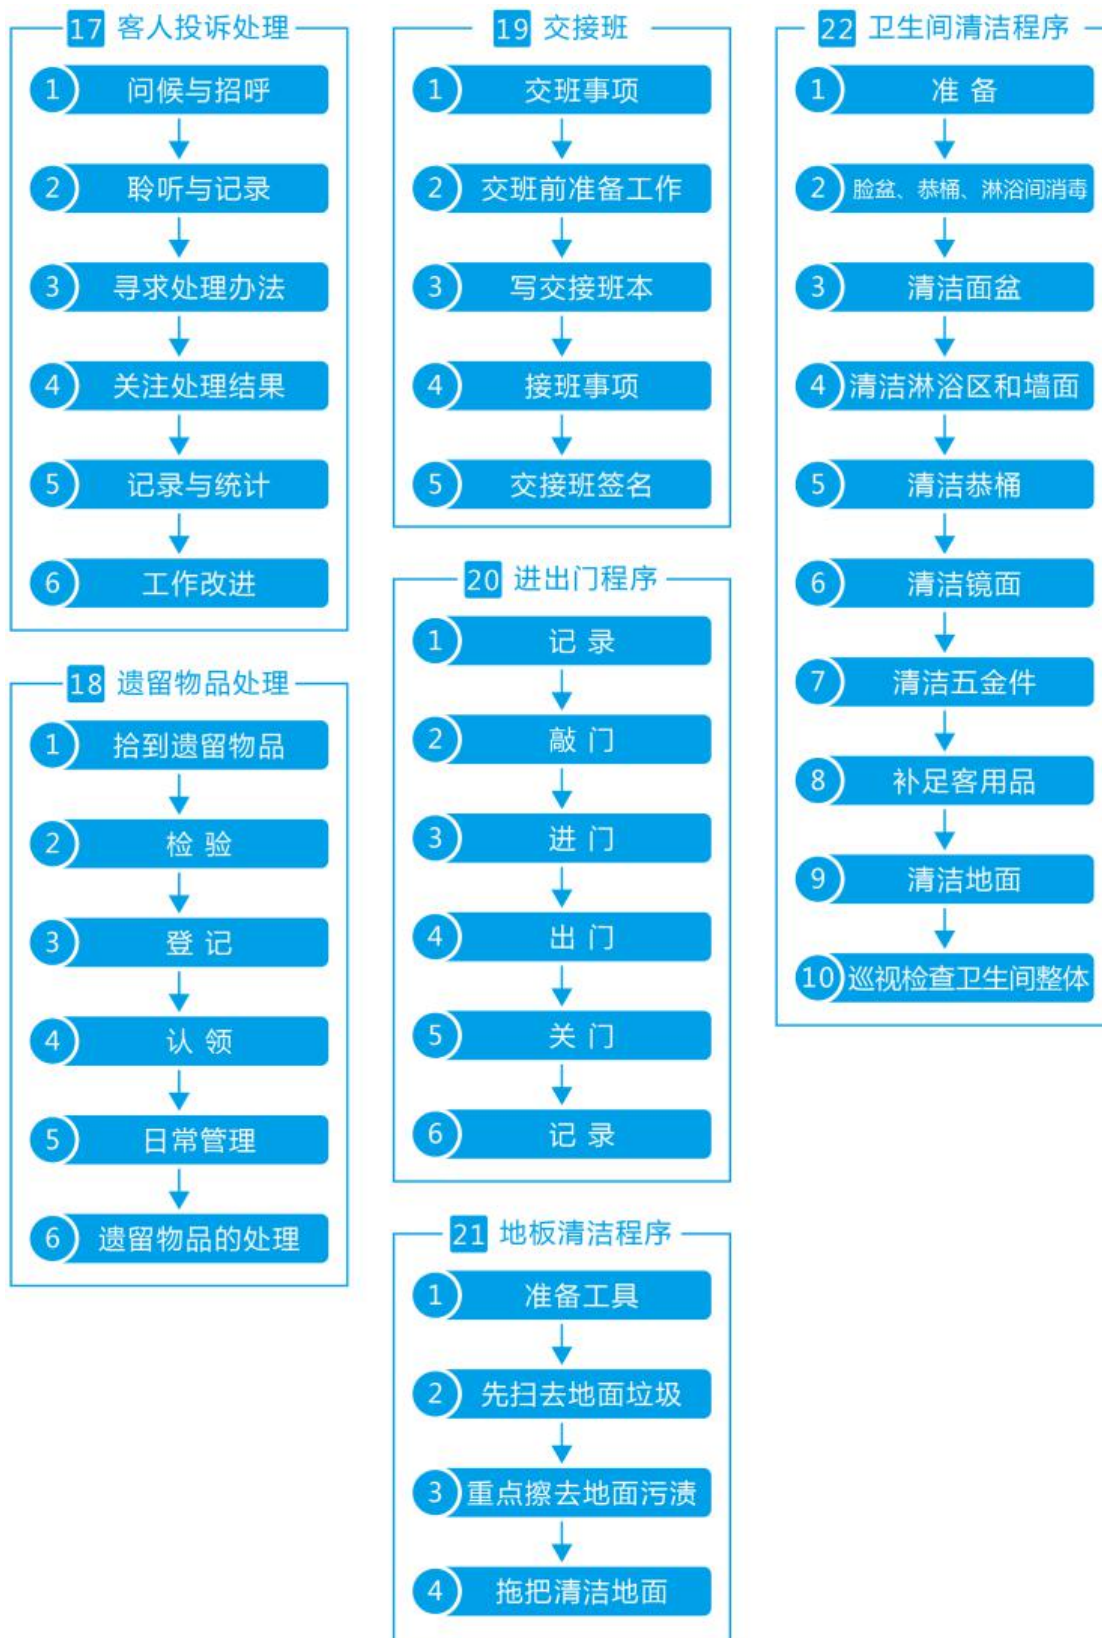 17 客人投诉处理
1 问候与招呼
2 聆听与记录
3 寻求处理办法
4 关注处理结果
5 记录与统计
6 工作改进
18 遗留物品处理
1 拾到遗留物品
2 检 验
3 登 记
4 认 领
5 日常管理
6 遗留物品的处理
19 交接班
1 交班事项
2 交班前准备工作
3 写交接班本
4 接班事项
5 交接班签名
20 进出门程序
1 记 录
2 敲 门
3 进 门
4 出 门
5 关 门
6 记 录
21 地板清洁程序
1 准备工具
2 先扫去地面垃圾
3 重点擦去地面污渍
4 拖把清洁地面
22 卫生间清洁程序
1 准 备
2 脸盆、恭桶、淋浴间消毒
3 清洁面盆
4 清洁淋浴区和墙面
5 清洁恭桶
6 清洁镜面
7 清洁五金件
8 补足客用品
9 清洁地面
10 巡视检查卫生间整体